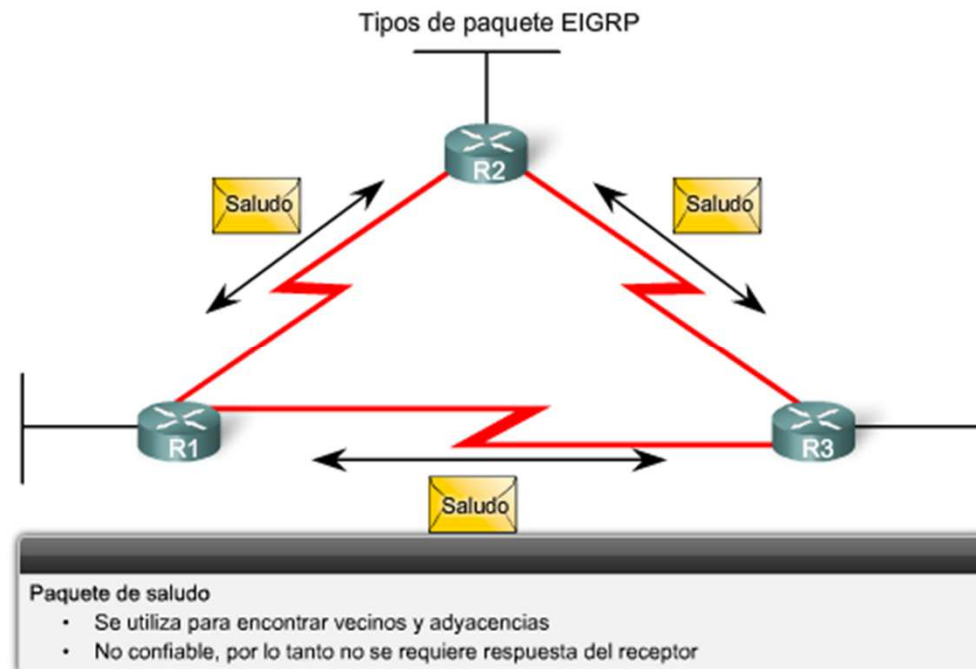 Tipos de paquete EIGRP
R2
Saludo
Saludo
R1
R3
Saludo
Paquete de saludo
• Se utiliza para encontrar vecinos y adyacencias
• No confiable, por lo tanto no se requiere respuesta del receptor